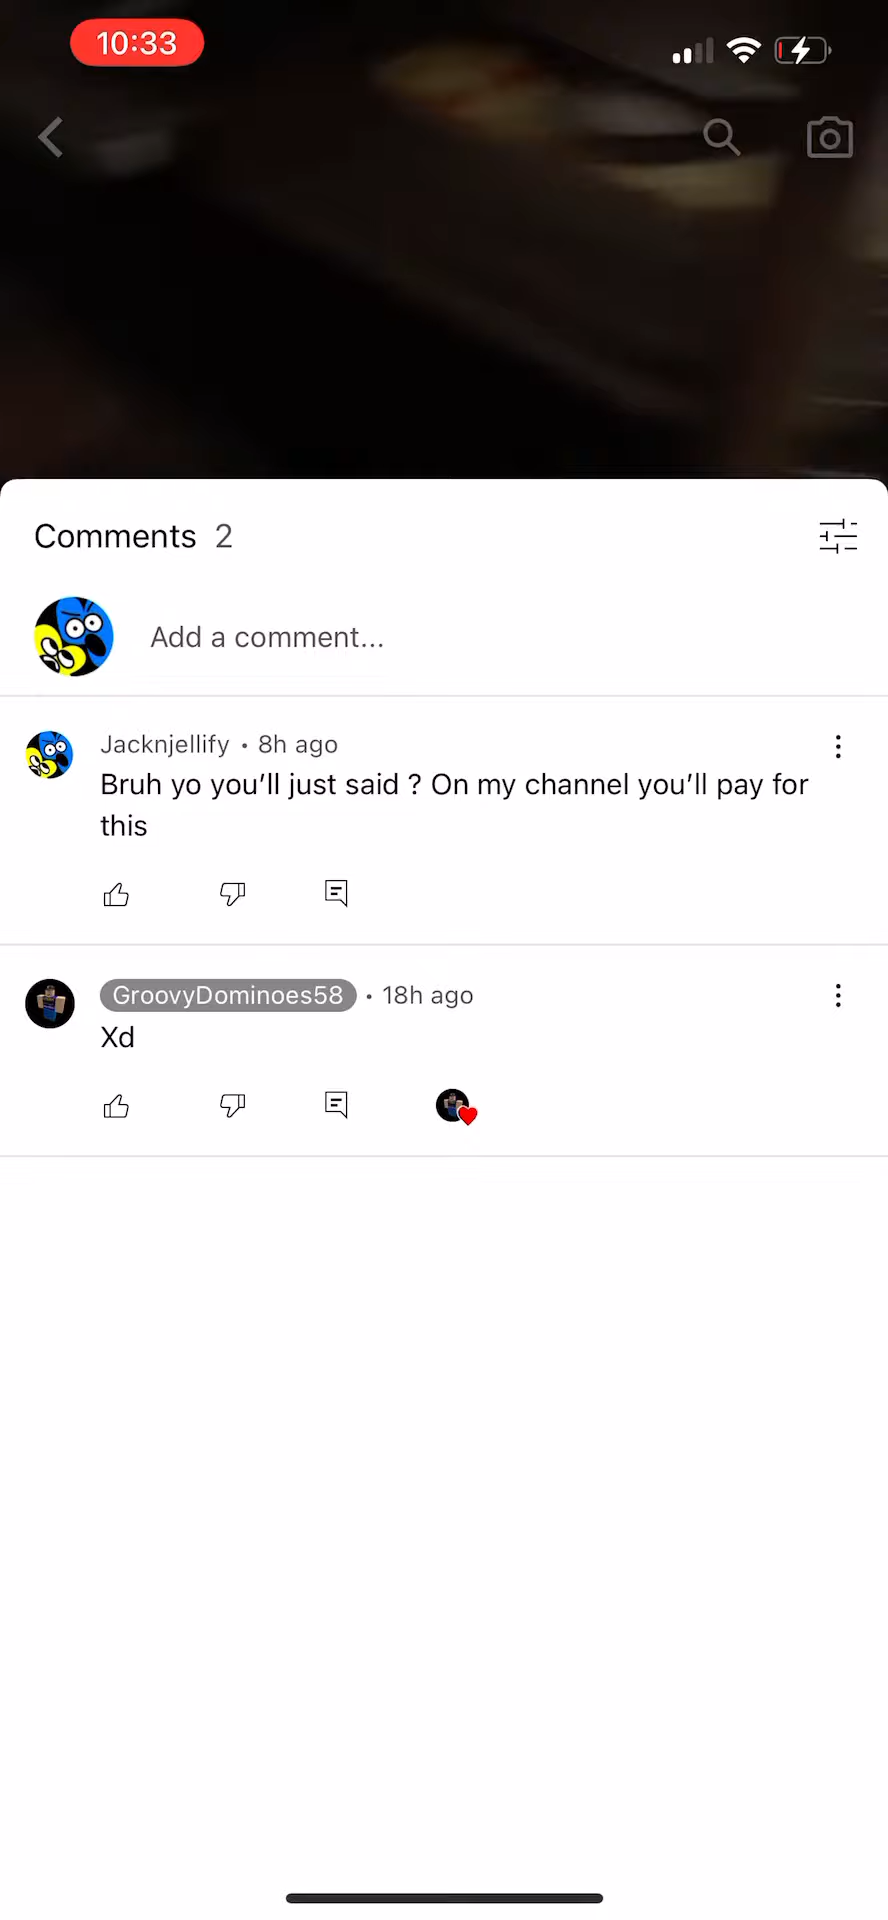 10:33
Comments 2
Add a comment...
Jacknjellify • 8h ago
Bruh yo you’ll just said ? On my channel you’ll pay for
this
GroovyDominoes58 • 18h ago
Xd